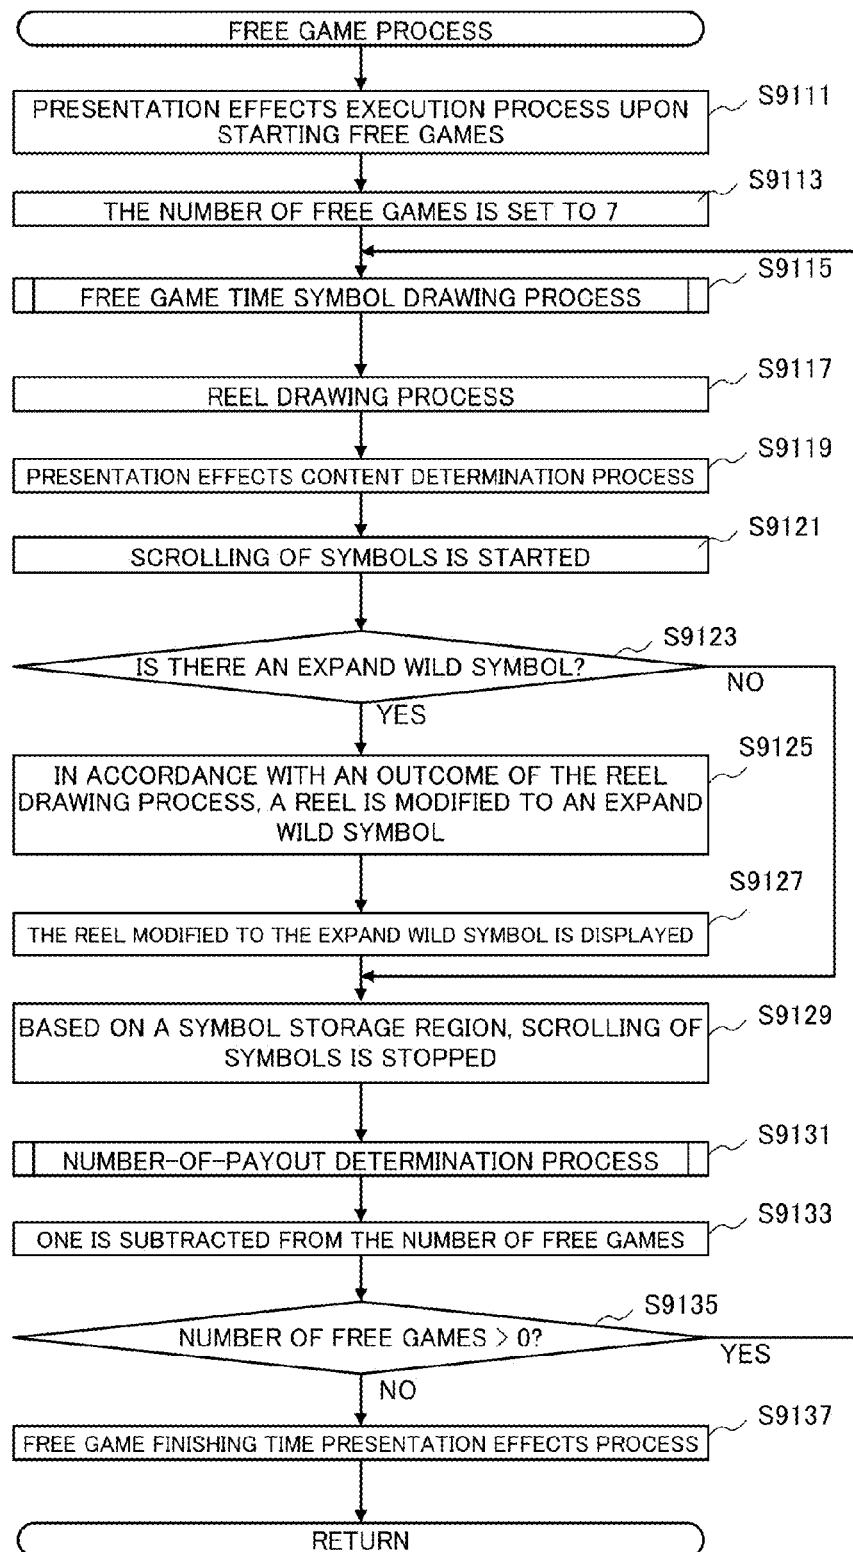 FREE GAME PROCESS
S9111
PRESENTATION EFFECTS EXECUTION PROCESS UPON
STARTING FREE GAMES
S9113
THE NUMBER OF FREE GAMES IS SET TO 7
S9115
FREE GAME TIME SYMBOL DRAWING PROCESS
S9117
REEL DRAWING PROCESS
S9119
PRESENTATION EFFECTS CONTENT DETERMINATION PROCESS
S9121
SCROLLING OF SYMBOLS IS STARTED
S9123
IS THERE AN EXPAND WILD SYMBOL?
NO
YES
S9125
IN ACCORDANCE WITH AN OUTCOME OF THE REEL
DRAWING PROCESS, A REEL IS MODIFIED TO AN EXPAND
WILD SYMBOL
S9127
THE REEL MODIFIED TO THE EXPAND WILD SYMBOL IS DISPLAYED
S9129
BASED ON A SYMBOL STORAGE REGION, SCROLLING OF
SYMBOLS IS STOPPED
S9131
NUMBER-OF-PAYOUT DETERMINATION PROCESS
S9133
ONE IS SUBTRACTED FROM THE NUMBER OF FREE GAMES
S9135
NUMBER OF FREE GAMES > 0?
YES
NO
S9137
FREE GAME FINISHING TIME PRESENTATION EFFECTS PROCESS
RETURN